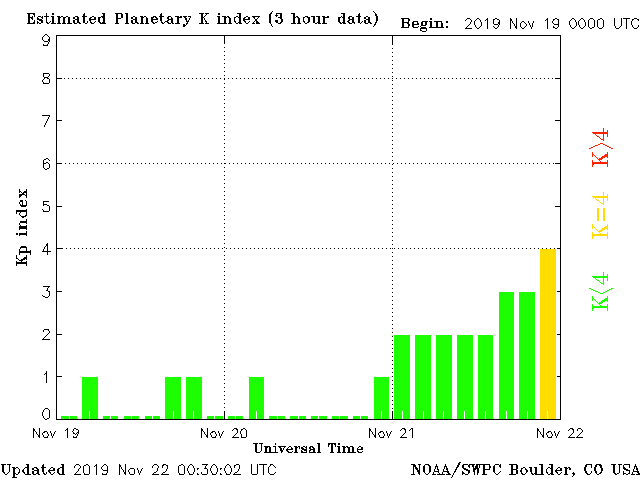 Estimated Planetary K index (3 hour data) Begin: 2019 Nov 19 0000 UTC
9
8
7
6
5
4
3
2
1
0
Kp index
K>4
K=4
K<4
Nov 19 Nov 20 Nov 21 Nov 22
Universal Time
Updated 2019 Nov 22 00:30:02 UTC NOAA/SWPC Boulder, CO USA